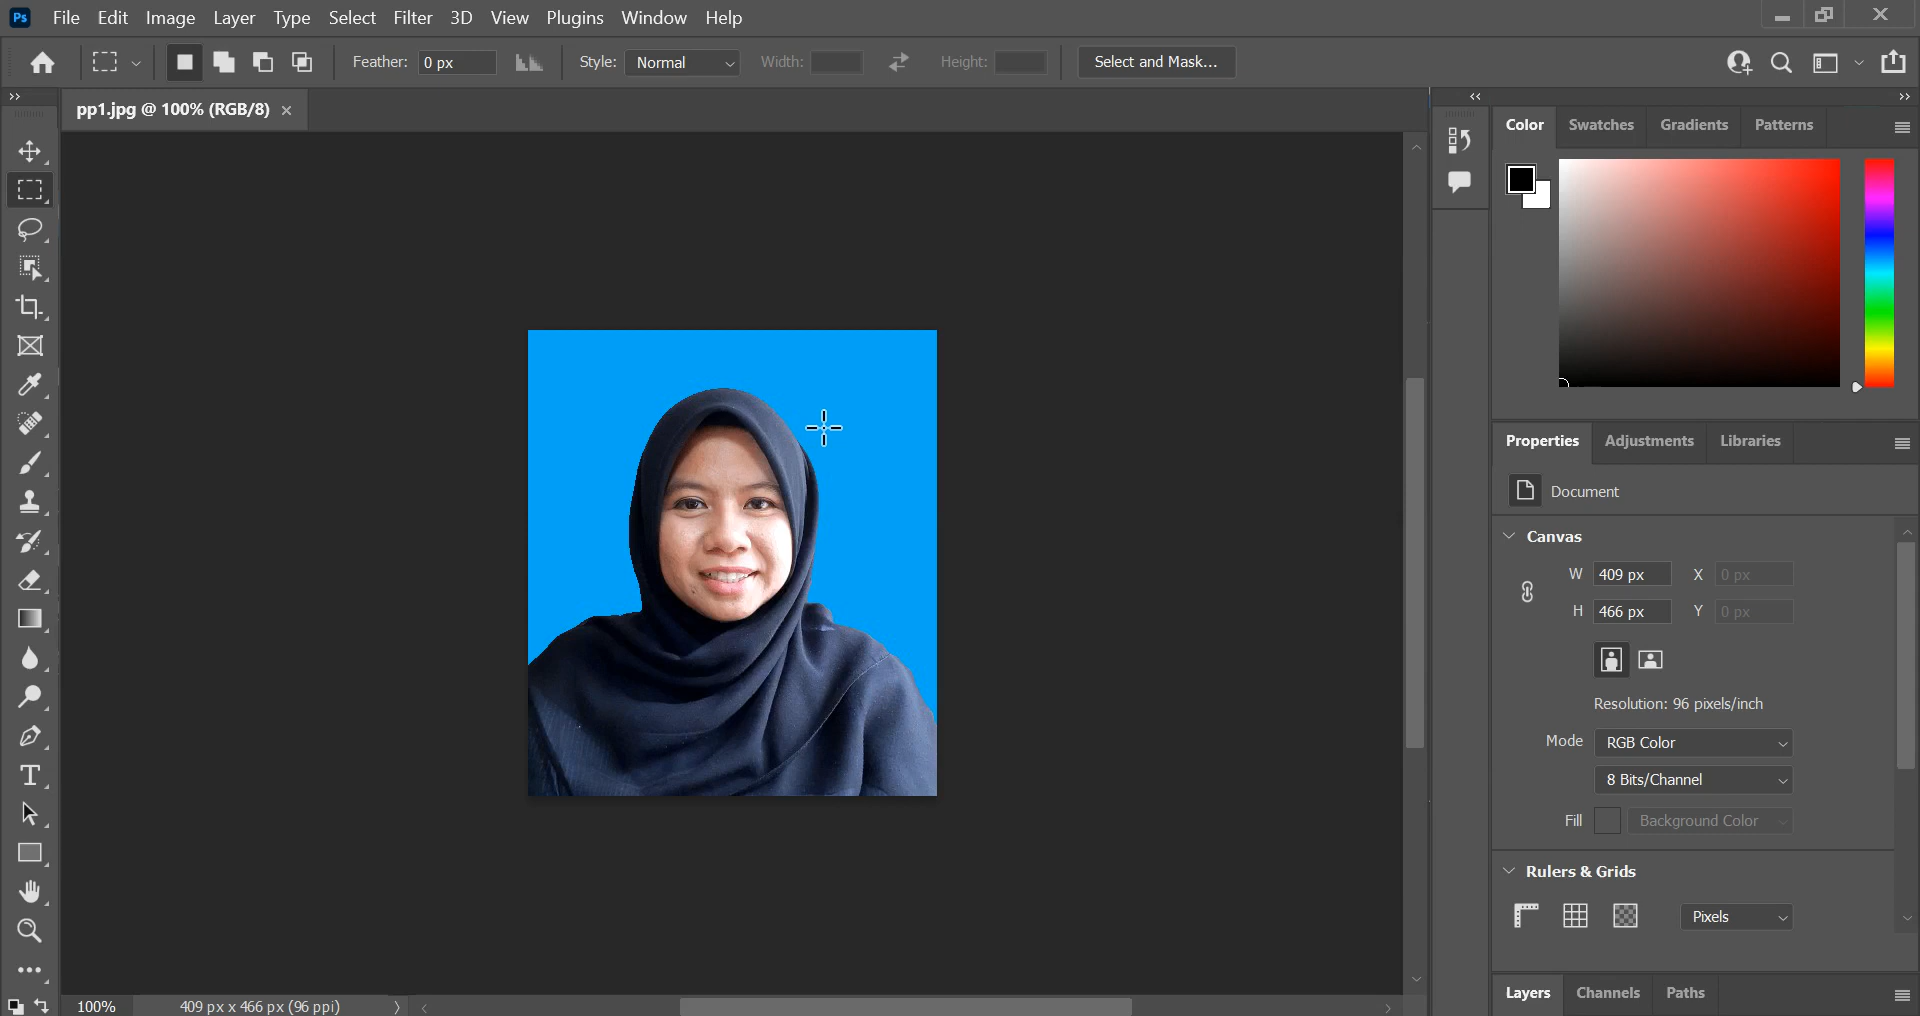 Ps File Edit Image Layer Type Select Filter 3D View Plugins Window Help
Feather: 0 px Style: Normal Width: Height: Select and Mask...
pp1.jpg @ 100% (RGB/8)
Color Swatches Gradients Patterns
Properties Adjustments Libraries
Document
Canvas
W 409 px X 0 px
H 466 px Y 0 px
Resolution: 96 pixels/inch
Mode RGB Color
8 Bits/Channel
Fill Background Color
Rulers & Grids
Pixels
Layers Channels Paths
100% 409 px x 466 px (96 ppi)